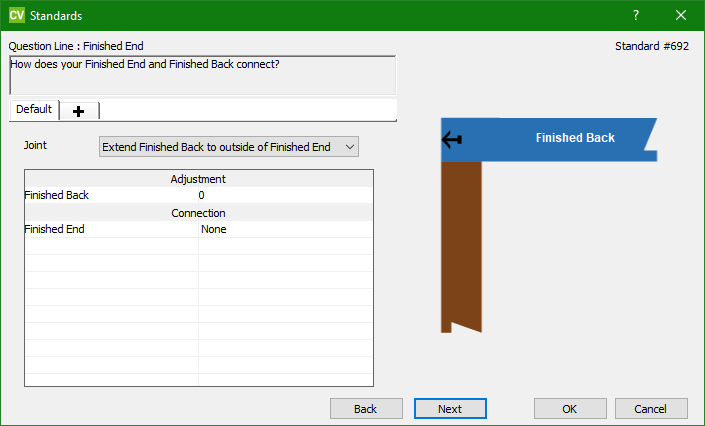 CV Standards
?
Question Line : Finished End
Standard #692
How does your Finished End and Finished Back connect?
Default
Joint
Extend Finished Back to outside of Finished End
Adjustment
Finished Back 0
Connection
Finished End None
Finished Back
Back Next OK Cancel